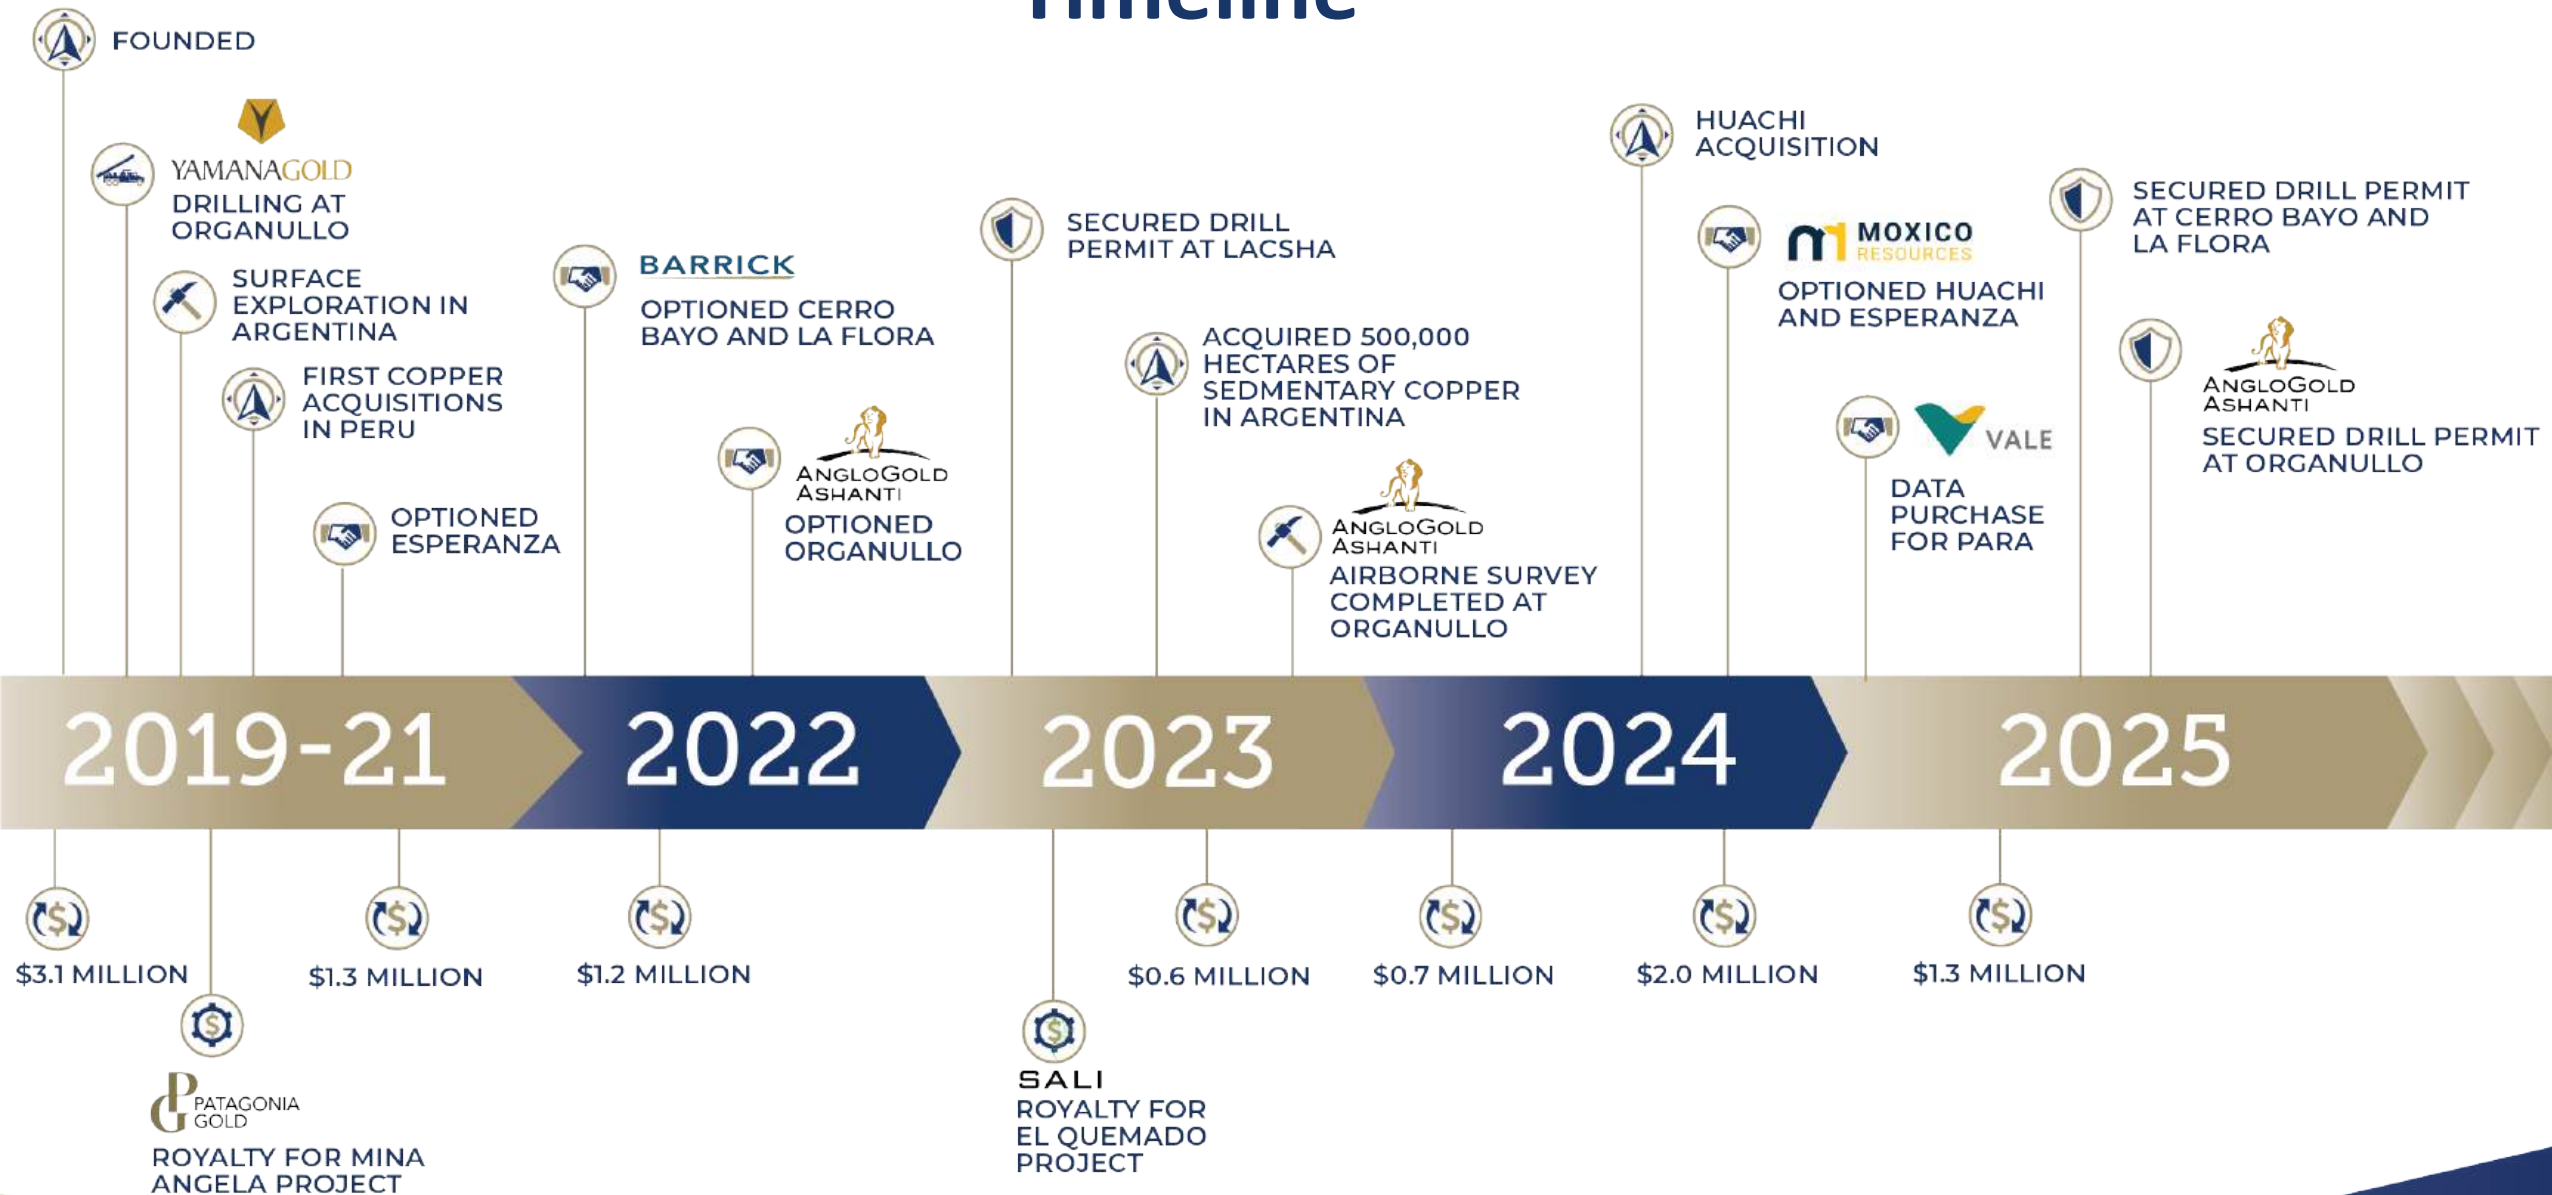 Timeline
FOUNDED
YAMANAGOLD
DRILLING AT
ORGANULLO
SURFACE
EXPLORATION IN
ARGENTINA
FIRST COPPER
ACQUISITIONS
IN PERU
OPTIONED
ESPERANZA
BARRICK
OPTIONED CERRO
BAYO AND LA FLORA
ANGLOGOLD
ASHANTI
OPTIONED
ORGANULLO
SECURED DRILL
PERMIT AT LACSHA
ACQUIRED 500,000
HECTARES OF
SEDMENTARY COPPER
IN ARGENTINA
ANGLOGOLD
ASHANTI
AIRBORNE SURVEY
COMPLETED AT
ORGANULLO
HUACHI
ACQUISITION
MOXICO
RESOURCES
OPTIONED HUACHI
AND ESPERANZA
VALE
DATA
PURCHASE
FOR PARA
SECURED DRILL PERMIT
AT CERRO BAYO AND
LA FLORA
ANGLOGOLD
ASHANTI
SECURED DRILL PERMIT
AT ORGANULLO
2019-21
2022
2023
2024
2025
$3.1 MILLION
$1.3 MILLION
$1.2 MILLION
$0.6 MILLION
$0.7 MILLION
$2.0 MILLION
$1.3 MILLION
PATAGONIA
GOLD
ROYALTY FOR MINA
ANGELA PROJECT
SALI
ROYALTY FOR
EL QUEMADO
PROJECT